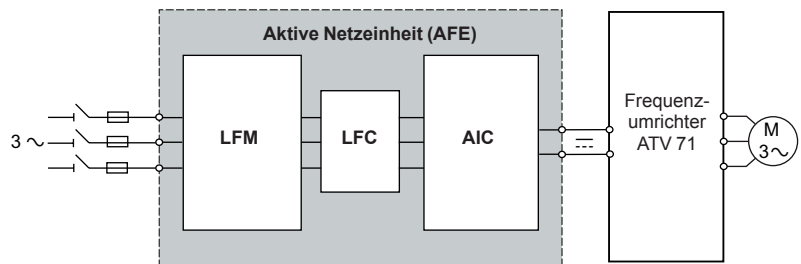 Aktive Netzeinheit (AFE)
3 ~
LFM
LFC
AIC
Frequenz-
umrichter
ATV 71
M
3 ~